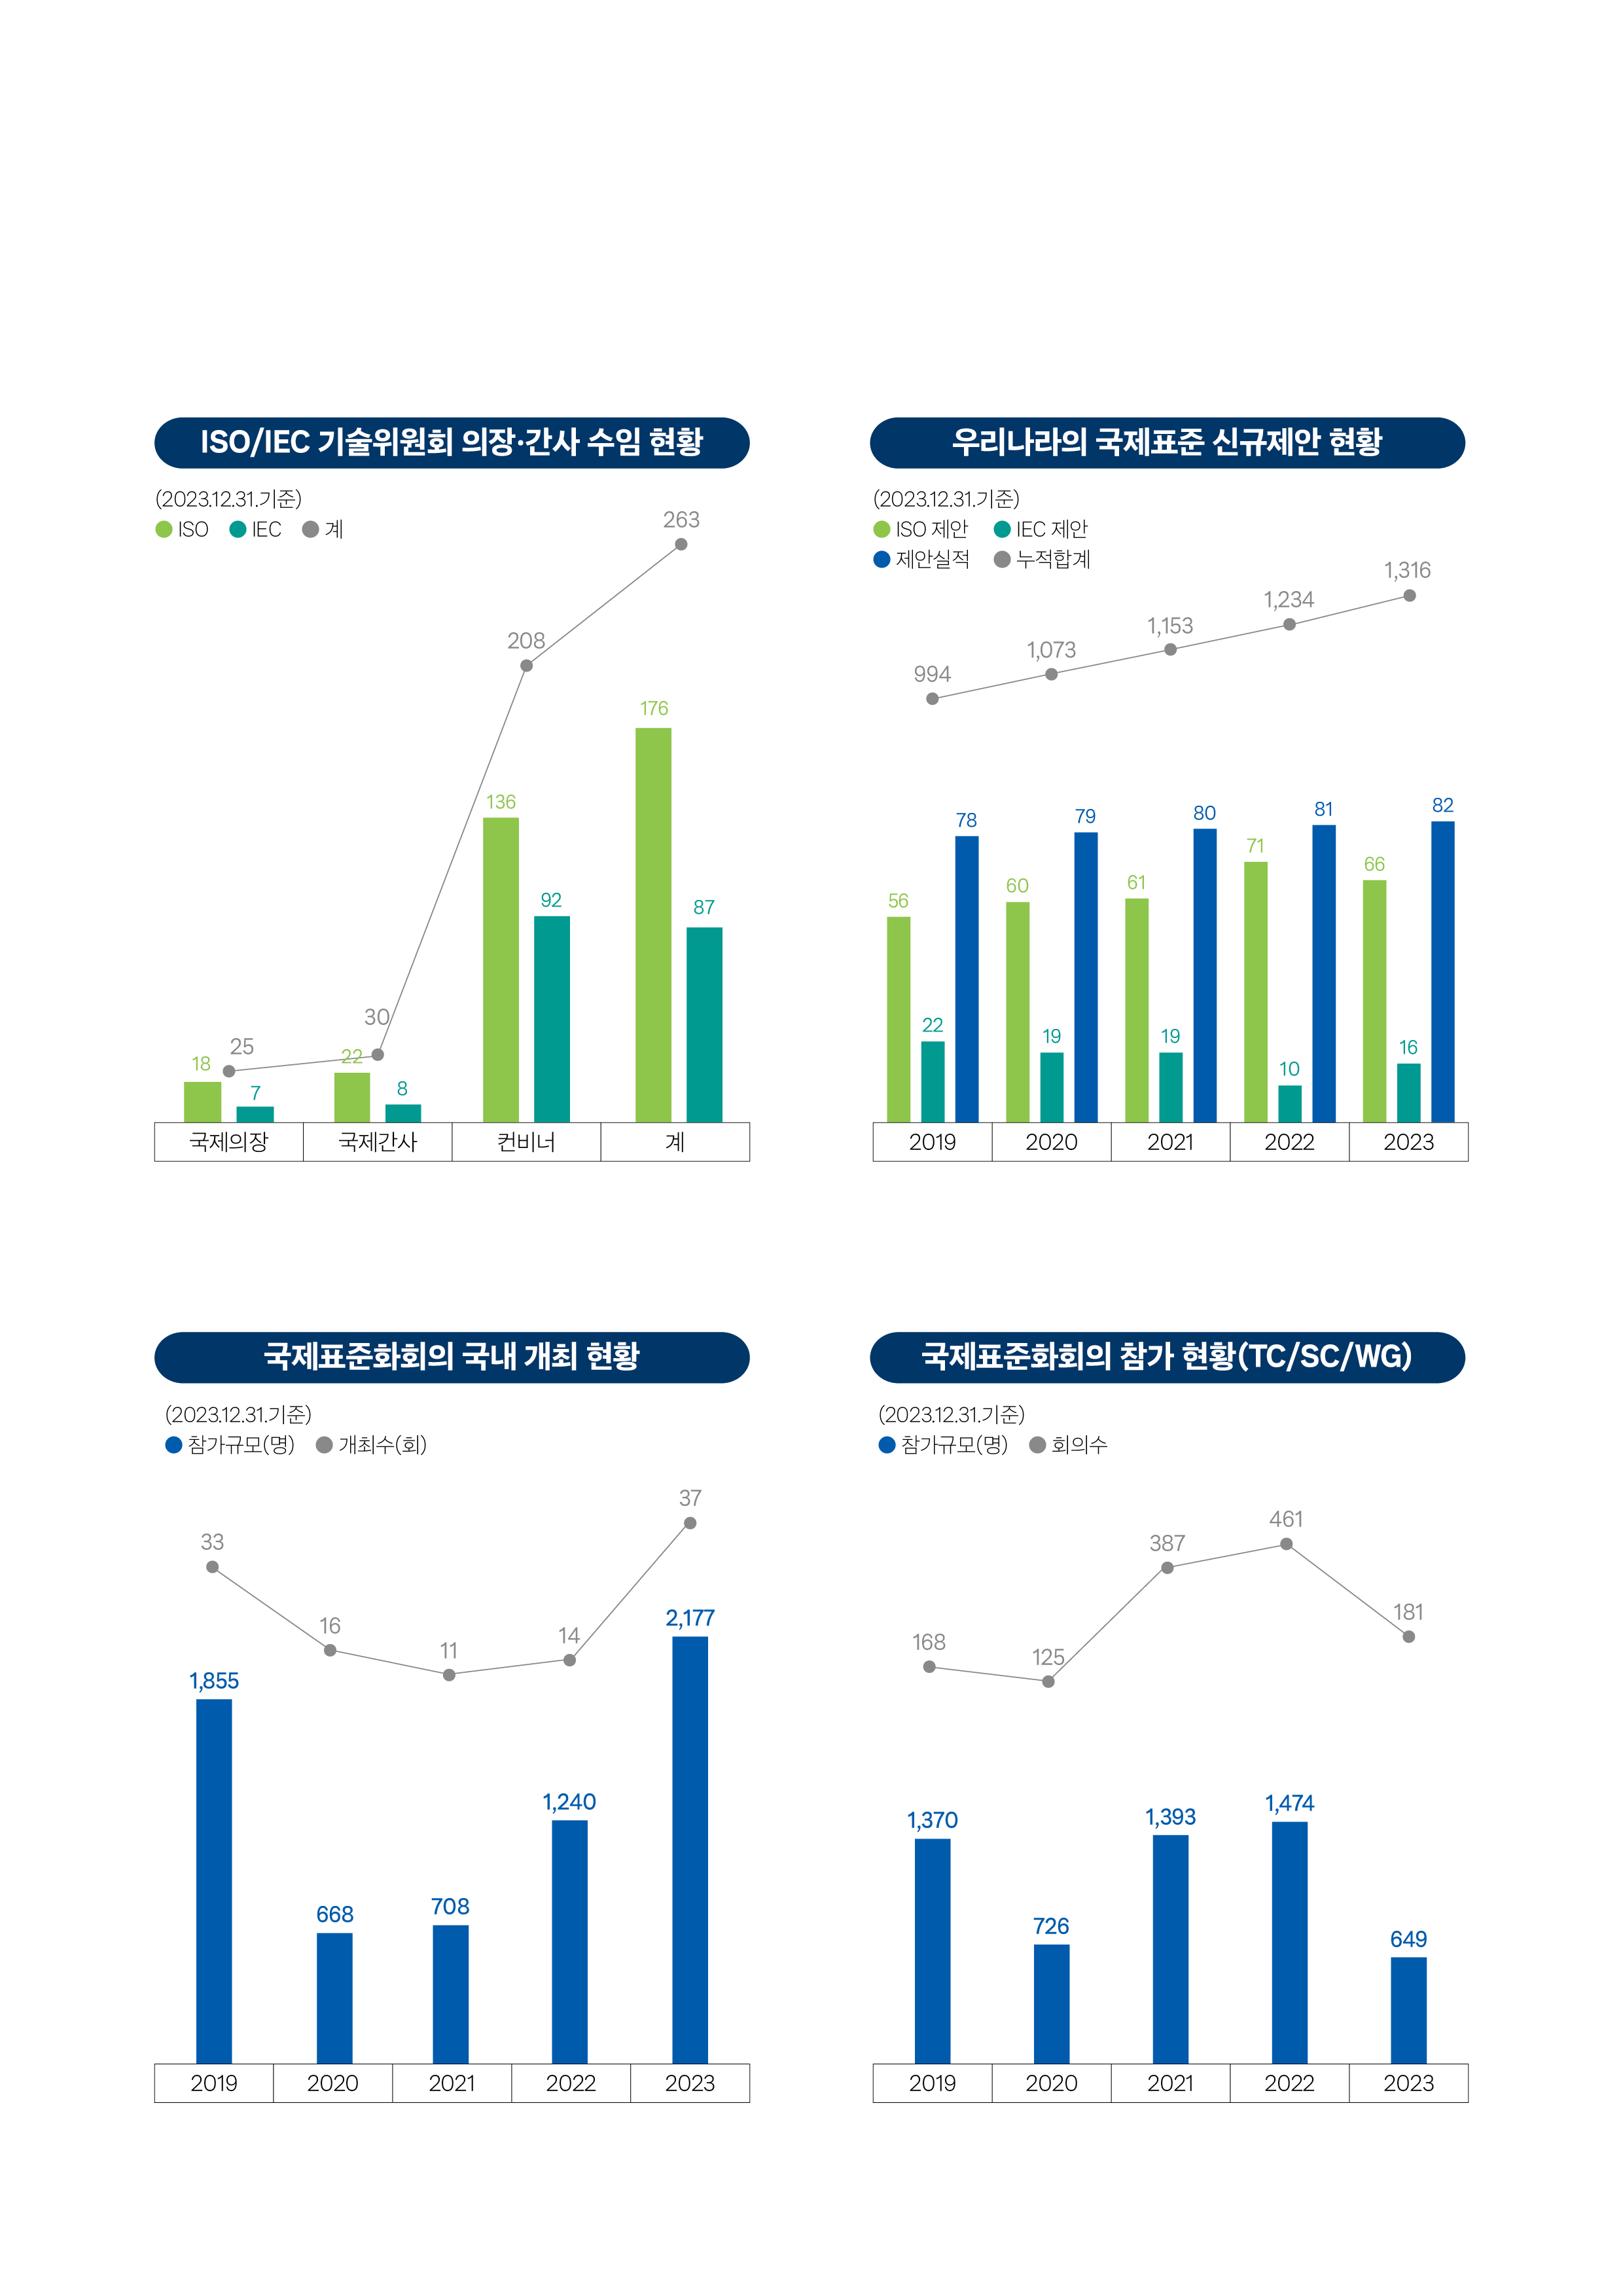 ISO/IEC 기술위원회 의장·간사 수임 현황
(2023.12.31.기준)
ISO IEC 계
263
208
176
136
92
87
30
25
22
18
8
7
국제의장 국제간사 컨비너 계
우리나라의 국제표준 신규제안 현황
(2023.12.31.기준)
ISO 제안 IEC 제안
제안실적 누적합계
1,316
1,234
1,153
1,073
994
56 22 78
60 19 79
61 19 80
71 10 81
66 16 82
2019 2020 2021 2022 2023
국제표준화회의 국내 개최 현황
(2023.12.31.기준)
참가규모(명) 개최수(회)
33 16 11 14 37
1,855 668 708 1,240 2,177
2019 2020 2021 2022 2023
국제표준화회의 참가 현황(TC/SC/WG)
(2023.12.31.기준)
참가규모(명) 회의수
168 125 387 461 181
1,370 726 1,393 1,474 649
2019 2020 2021 2022 2023